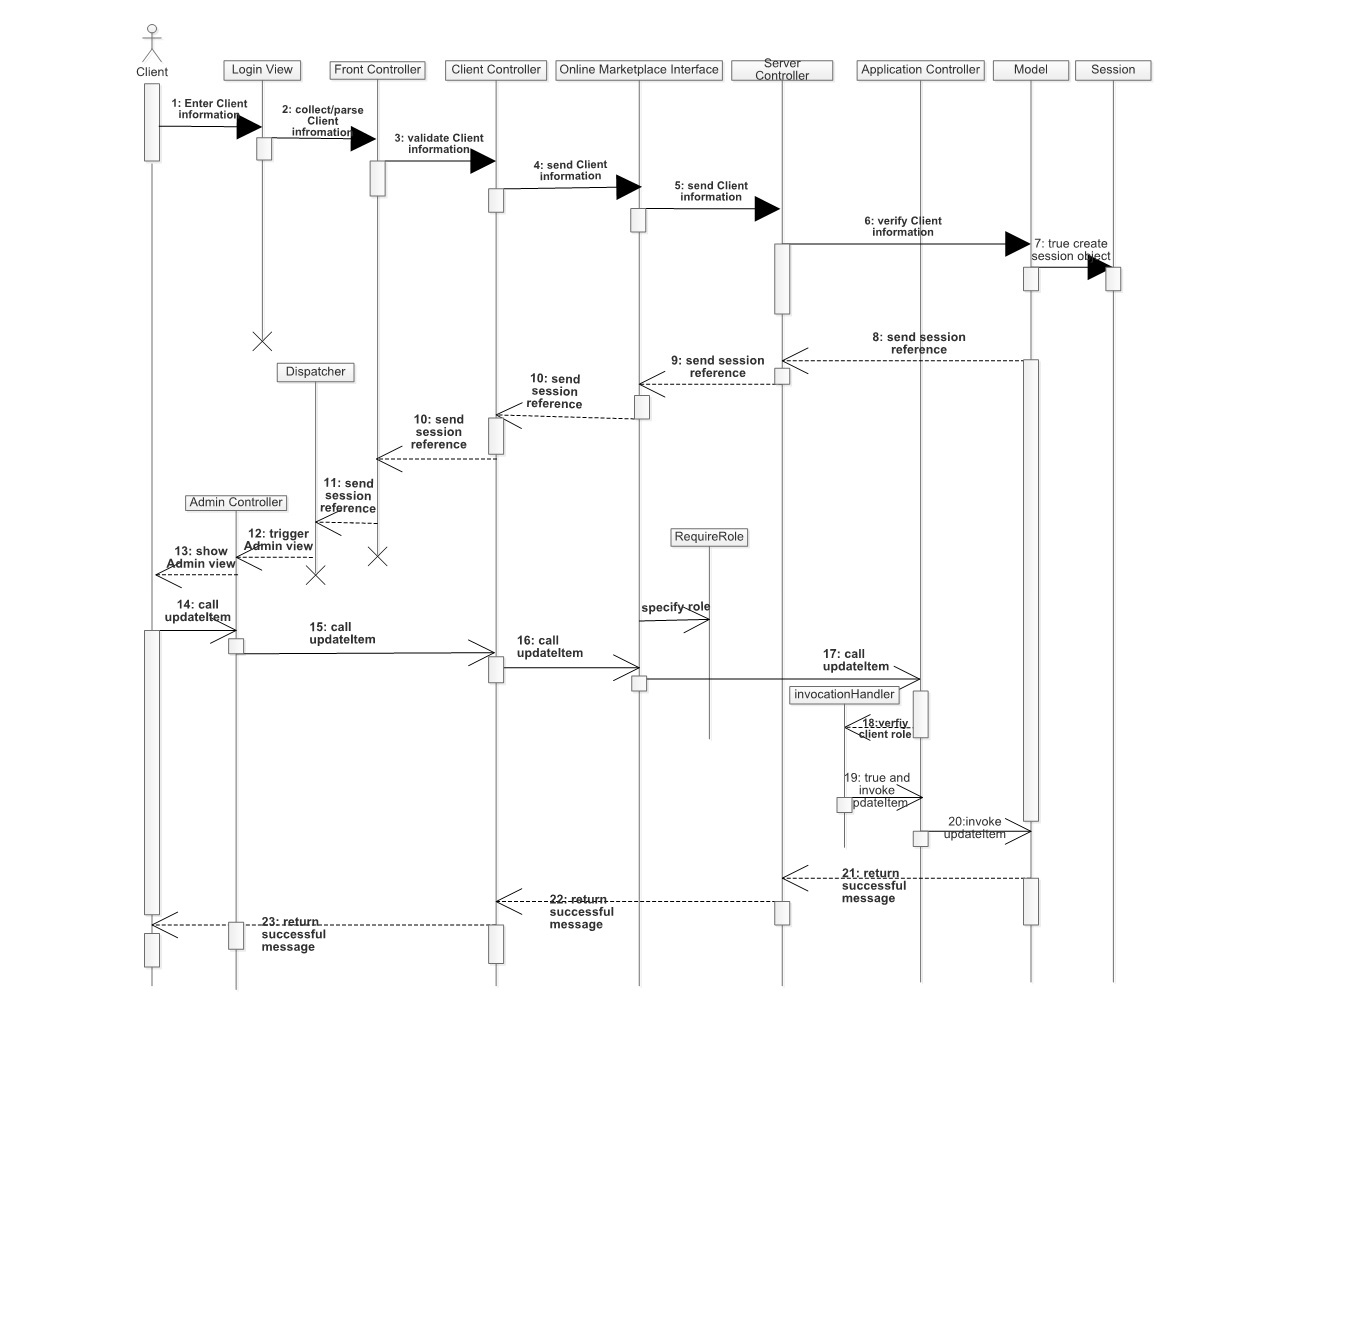 Client
Login View
Front Controller
Client Controller
Online Marketplace Interface
Server
Controller
Application Controller
Model
Session
1: Enter Client
information
2: collect/parse
Client
infromation
3: validate Client
information
4: send Client
information
5: send Client
information
6: verify Client
information
7: true create
session object
8: send session
reference
9: send session
reference
Dispatcher
10: send
session
reference
10: send
session
reference
11: send
session
reference
Admin Controller
12: trigger
Admin view
RequireRole
13: show
Admin view
14: call
updateItem
specify role
15: call
updateItem
16: call
updateItem
17: call
updateItem
invocationHandler
18:verfiy
client role
19: true and
invoke
pdateItem
20:invoke
updateItem
21: return
successful
message
22: return
successful
message
23: return
successful
message